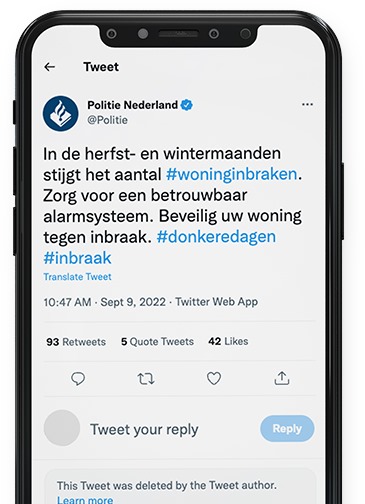 Tweet
Politie Nederland
@Politie
In de herfst- en wintermaanden
stijgt het aantal #woninginbraken.
Zorg voor een betrouwbaar
alarmsysteem. Beveilig uw woning
tegen inbraak. #donkeredagen
#inbraak
Translate Tweet
10:47 AM · Sept 9, 2022 · Twitter Web App
93 Retweets 5 Quote Tweets 42 Likes
Tweet your reply
Reply
This Tweet was deleted by the Tweet author.
Learn more